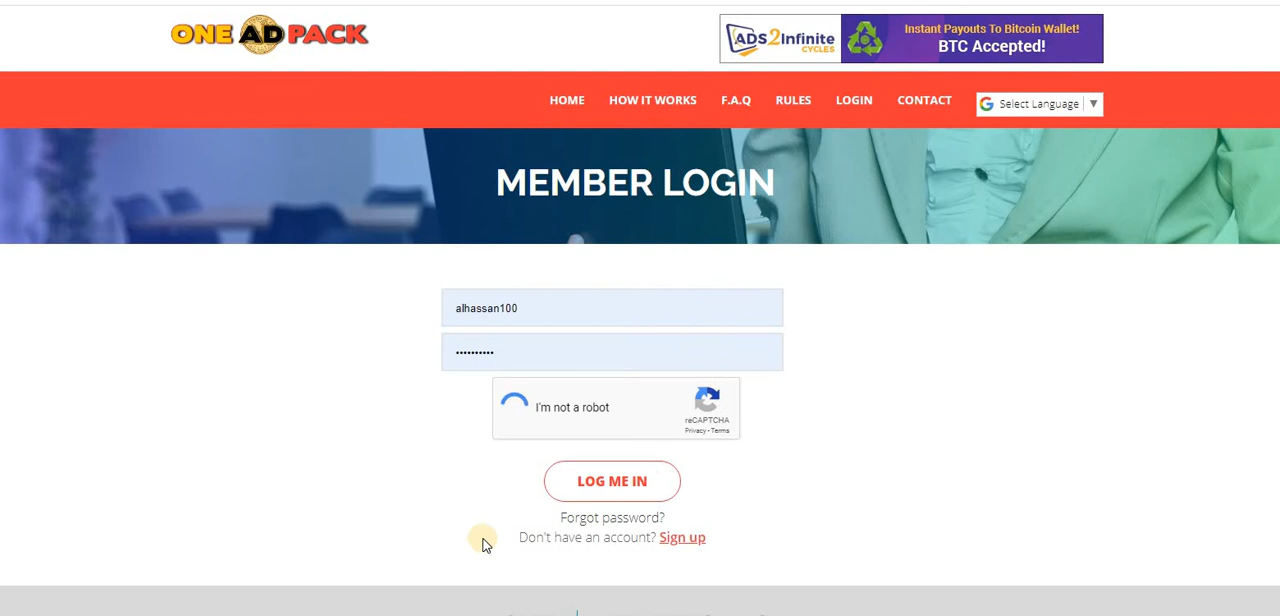 ONE AD PACK
ADS2Infinite
CYCLES
Instant Payouts To Bitcoin Wallet!
BTC Accepted!
HOME HOW IT WORKS F.A.Q RULES LOGIN CONTACT
Select Language ▼
MEMBER LOGIN
alhassan100
••••••••••
I'm not a robot
reCAPTCHA
Privacy - Terms
LOG ME IN
Forgot password?
Don't have an account? Sign up